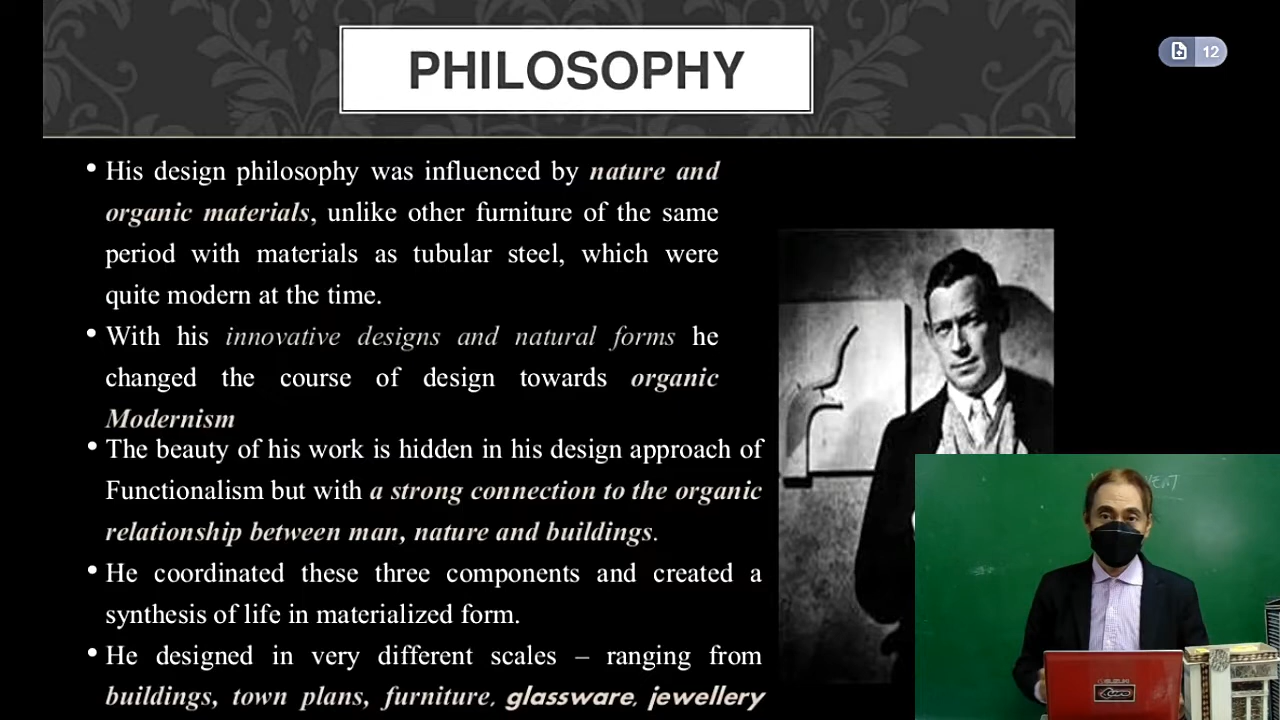 PHILOSOPHY
12
• His design philosophy was influenced by nature and
organic materials, unlike other furniture of the same
period with materials as tubular steel, which were
quite modern at the time.
• With his innovative designs and natural forms he
changed the course of design towards organic
Modernism
• The beauty of his work is hidden in his design approach of
Functionalism but with a strong connection to the organic
relationship between man, nature and buildings.
• He coordinated these three components and created a
synthesis of life in materialized form.
• He designed in very different scales – ranging from
buildings, town plans, furniture, glassware, jewellery
SUZUKI